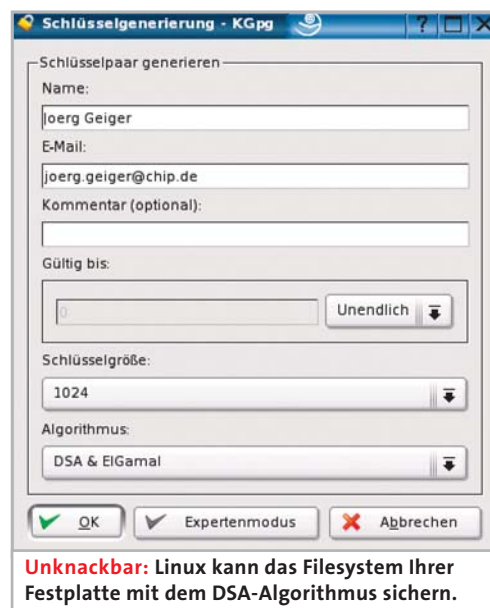 Schlüsselgenerierung - KGpg
Schlüsselpaar generieren
Name:
Joerg Geiger
E-Mail:
joerg.geiger@chip.de
Kommentar (optional):
Gültig bis:
0
Unendlich
Schlüsselgröße:
1024
Algorithmus:
DSA & ElGamal
OK
Expertenmodus
Abbrechen
Unknackbar: Linux kann das Filesystem Ihrer
Festplatte mit dem DSA-Algorithmus sichern.